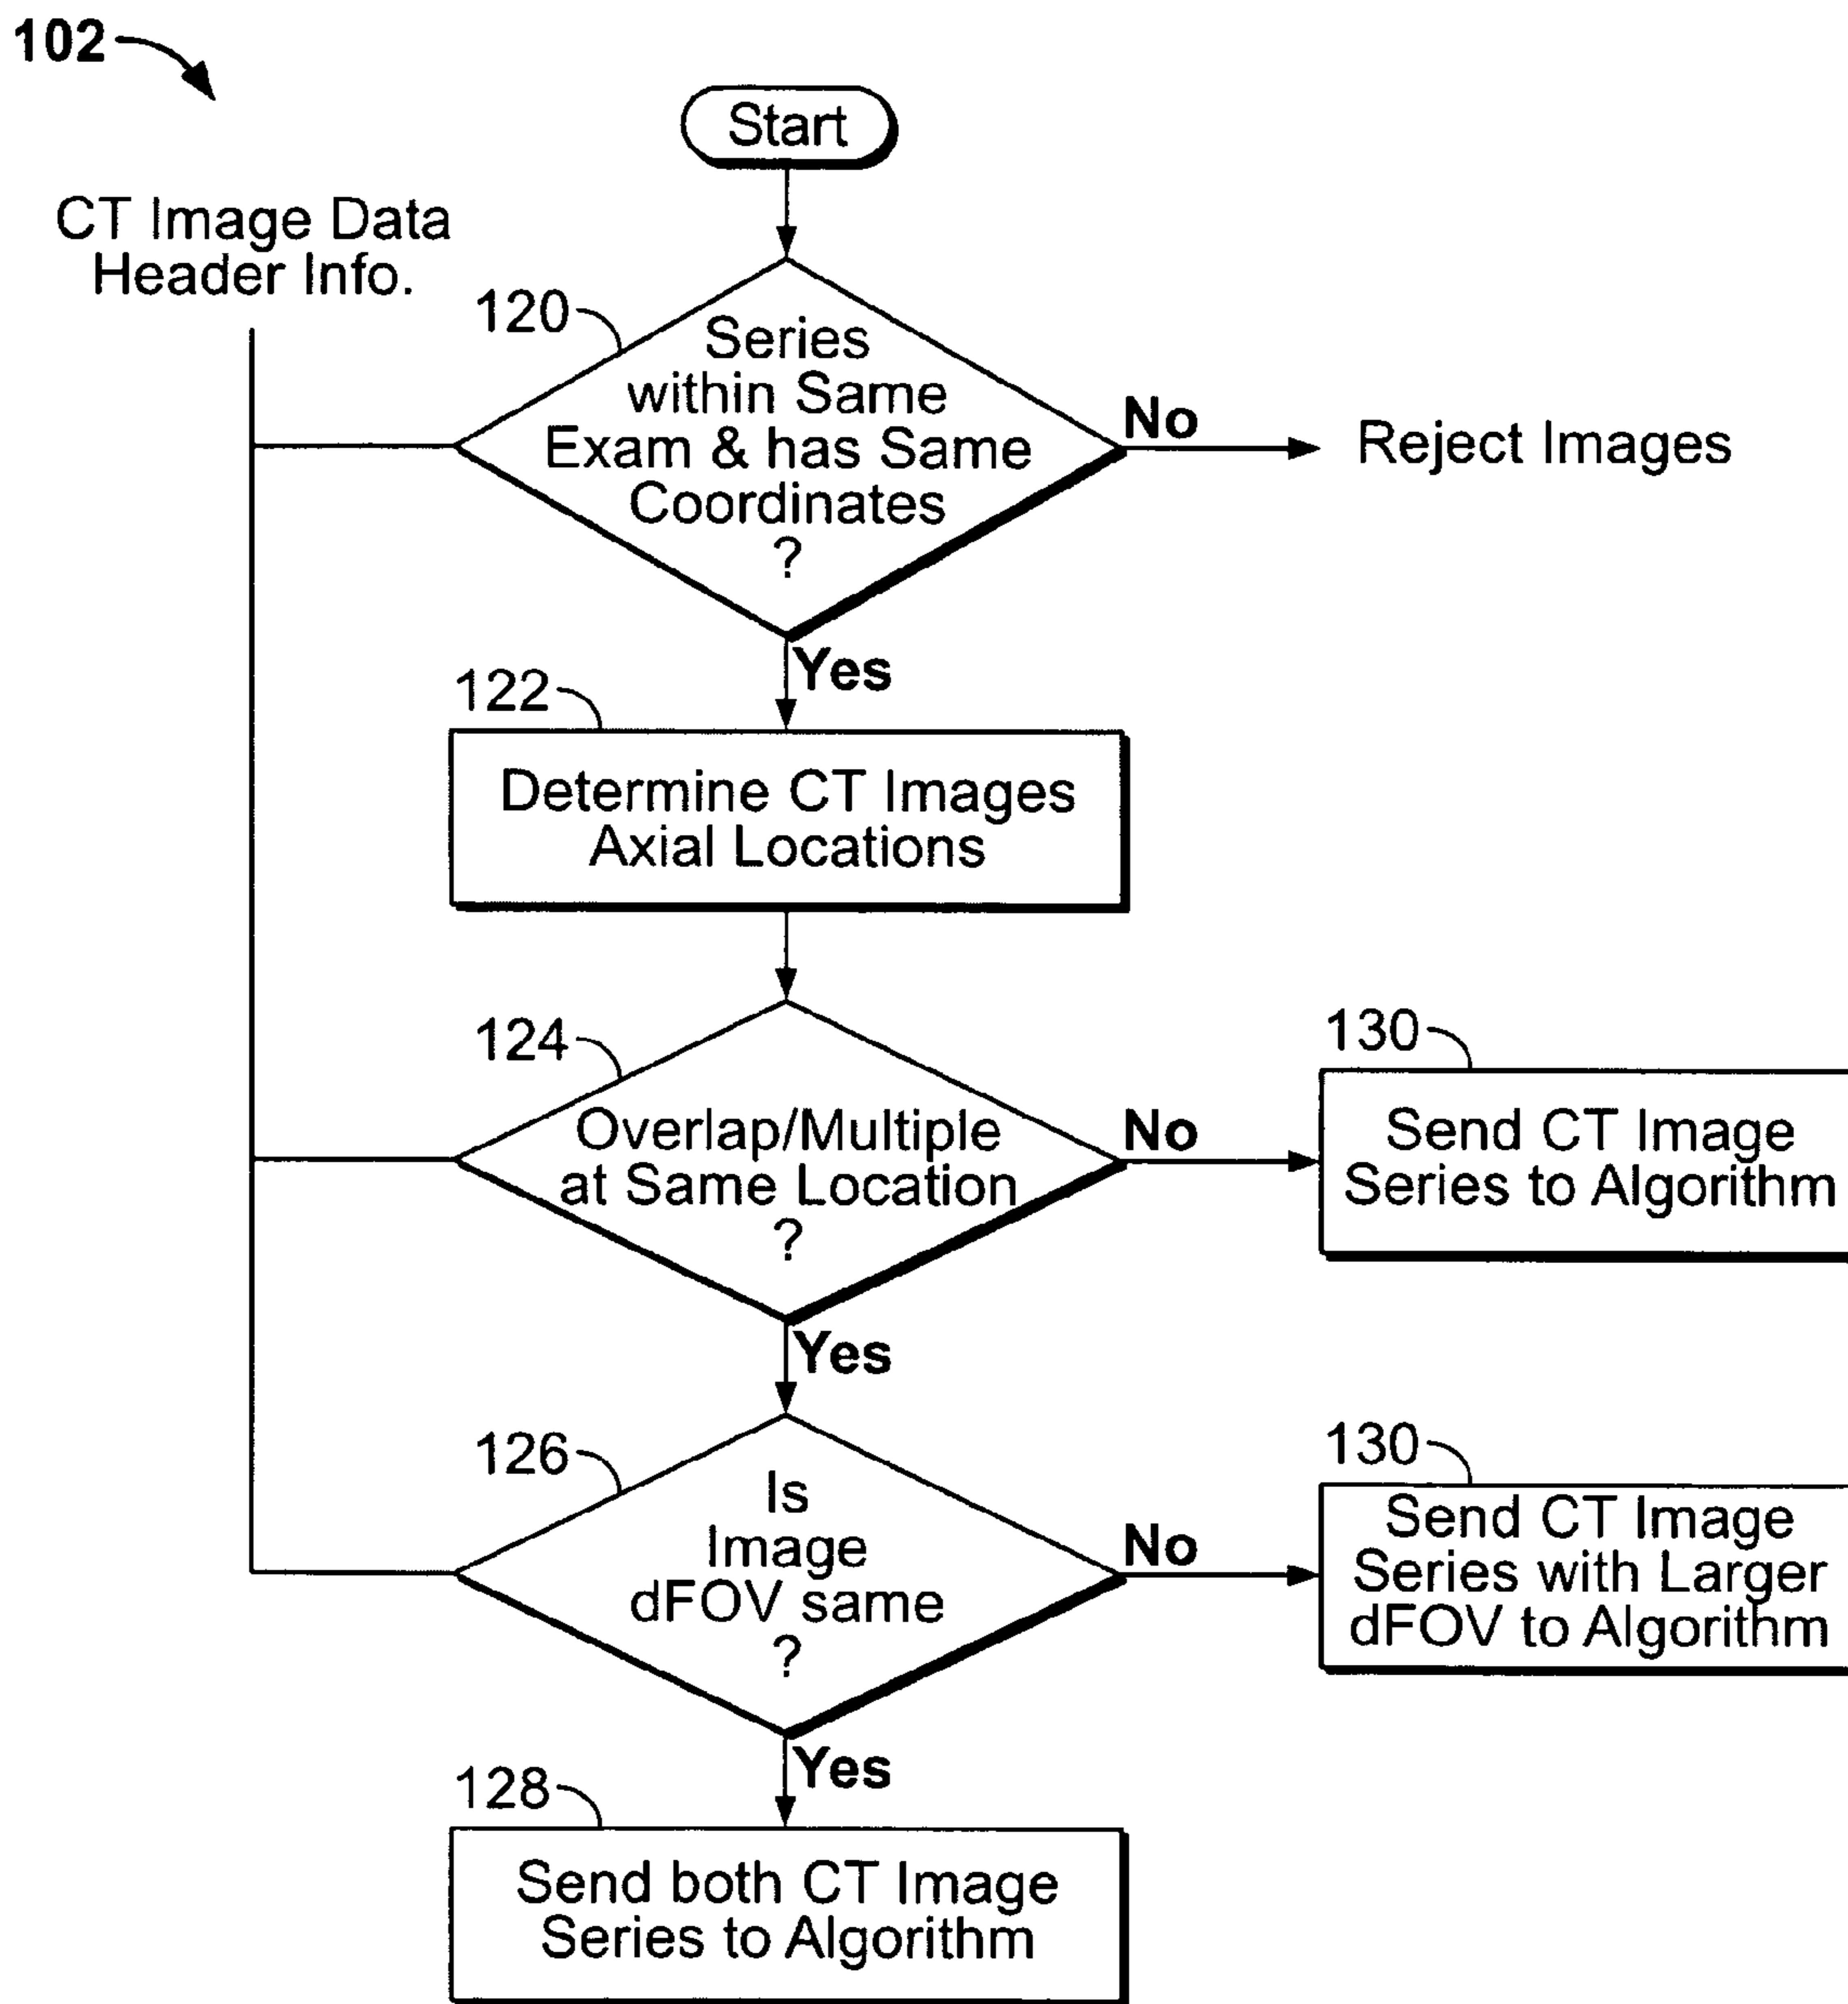 102
Start
CT Image Data
Header Info.
120
Series
within Same
Exam & has Same
Coordinates
?
No
Reject Images
Yes
122
Determine CT Images
Axial Locations
124
Overlap/Multiple
at Same Location
?
No
130
Send CT Image
Series to Algorithm
Yes
126
Is
Image
dFOV same
?
No
130
Send CT Image
Series with Larger
dFOV to Algorithm
Yes
128
Send both CT Image
Series to Algorithm